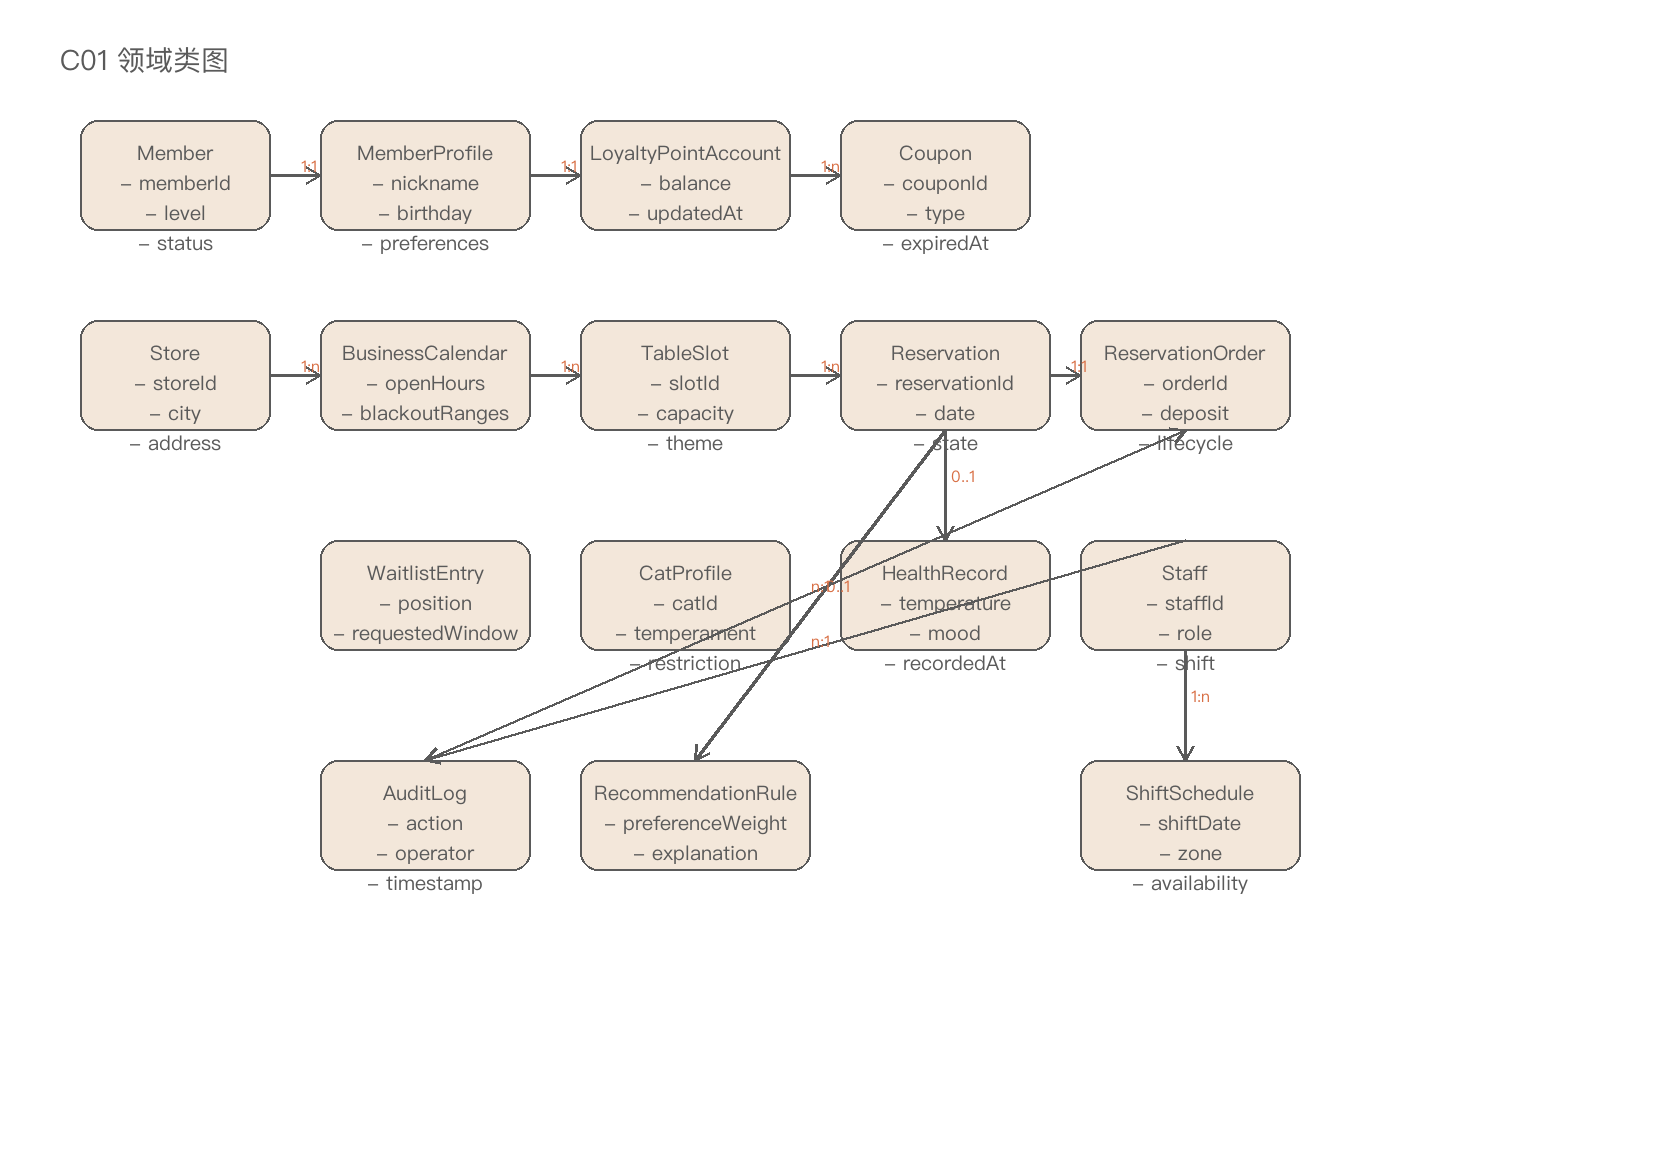 C01 领域类图
Member
– memberId
– level
– status
1:1
MemberProfile
– nickname
– birthday
– preferences
1:1
LoyaltyPointAccount
– balance
– updatedAt
1:n
Coupon
– couponId
– type
– expiredAt
Store
– storeId
– city
– address
1:n
BusinessCalendar
– openHours
– blackoutRanges
1:n
TableSlot
– slotId
– capacity
– theme
1:n
Reservation
– reservationId
– date
– state
1:1
ReservationOrder
– orderId
– deposit
– lifecycle
0..1
WaitlistEntry
– position
– requestedWindow
CatProfile
– catId
– temperament
– restriction
0..1
n:1
HealthRecord
– temperature
– mood
– recordedAt
Staff
– staffId
– role
– shift
1:n
AuditLog
– action
– operator
– timestamp
RecommendationRule
– preferenceWeight
– explanation
ShiftSchedule
– shiftDate
– zone
– availability